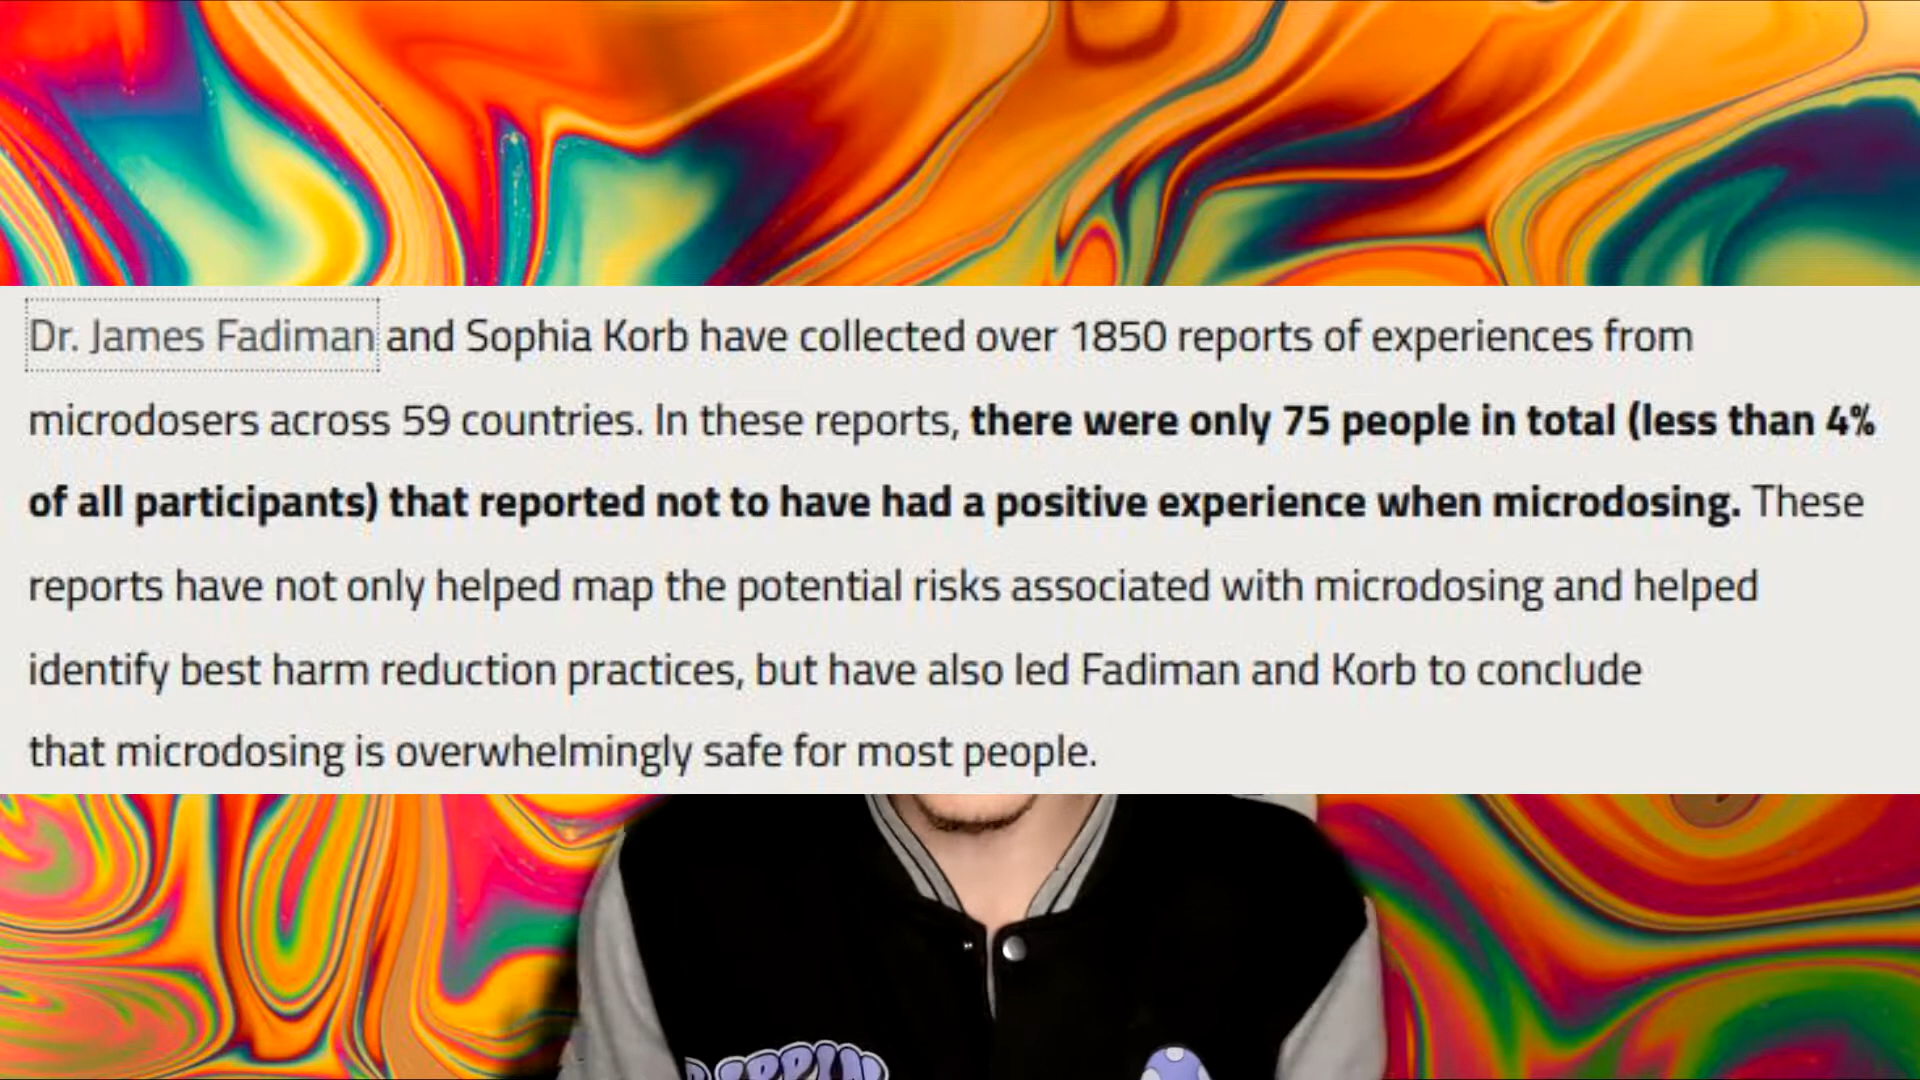 Dr. James Fadiman and Sophia Korb have collected over 1850 reports of experiences from
microdosers across 59 countries. In these reports, there were only 75 people in total (less than 4%
of all participants) that reported not to have had a positive experience when microdosing. These
reports have not only helped map the potential risks associated with microdosing and helped
identify best harm reduction practices, but have also led Fadiman and Korb to conclude
that microdosing is overwhelmingly safe for most people.